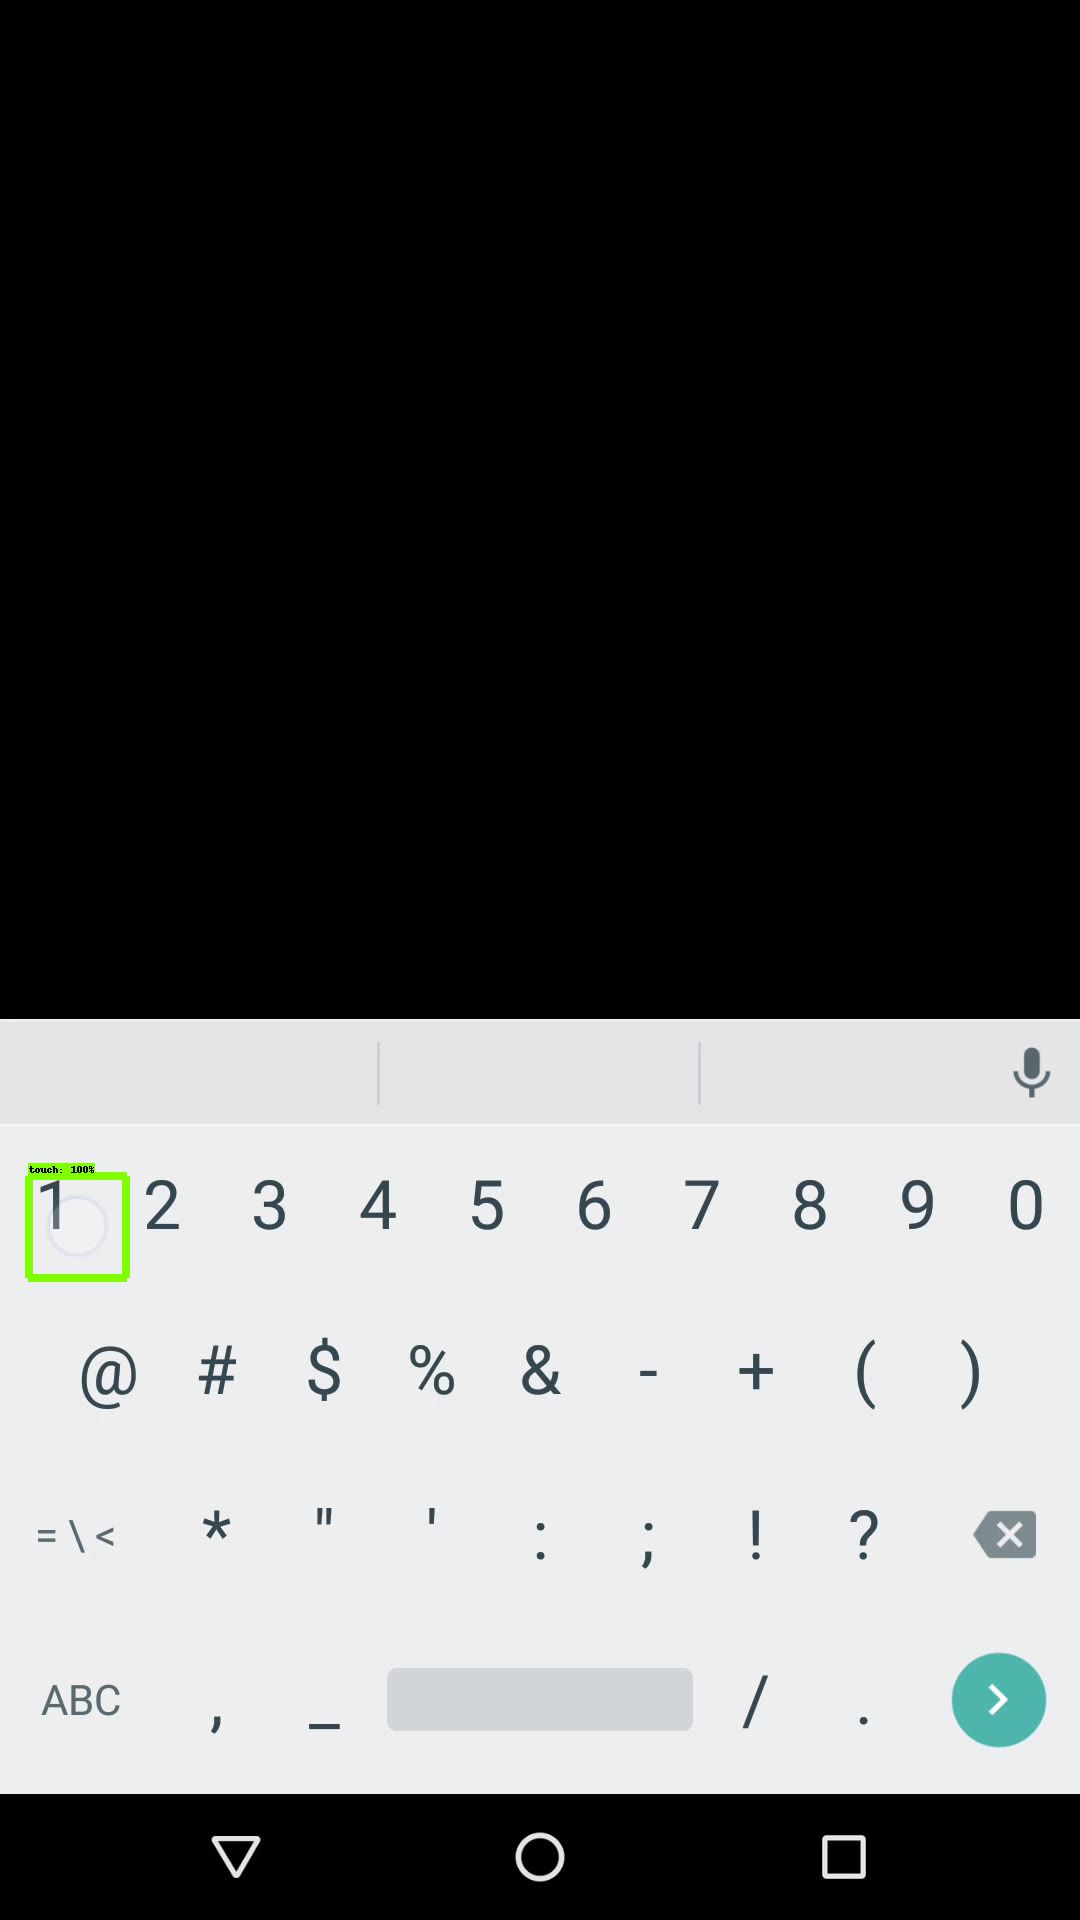 touch: 100%
1 2 3 4 5 6 7 8 9 0
@ # $ % & - + ( )
= \ < * " ' : ; ! ?
ABC , _ / .